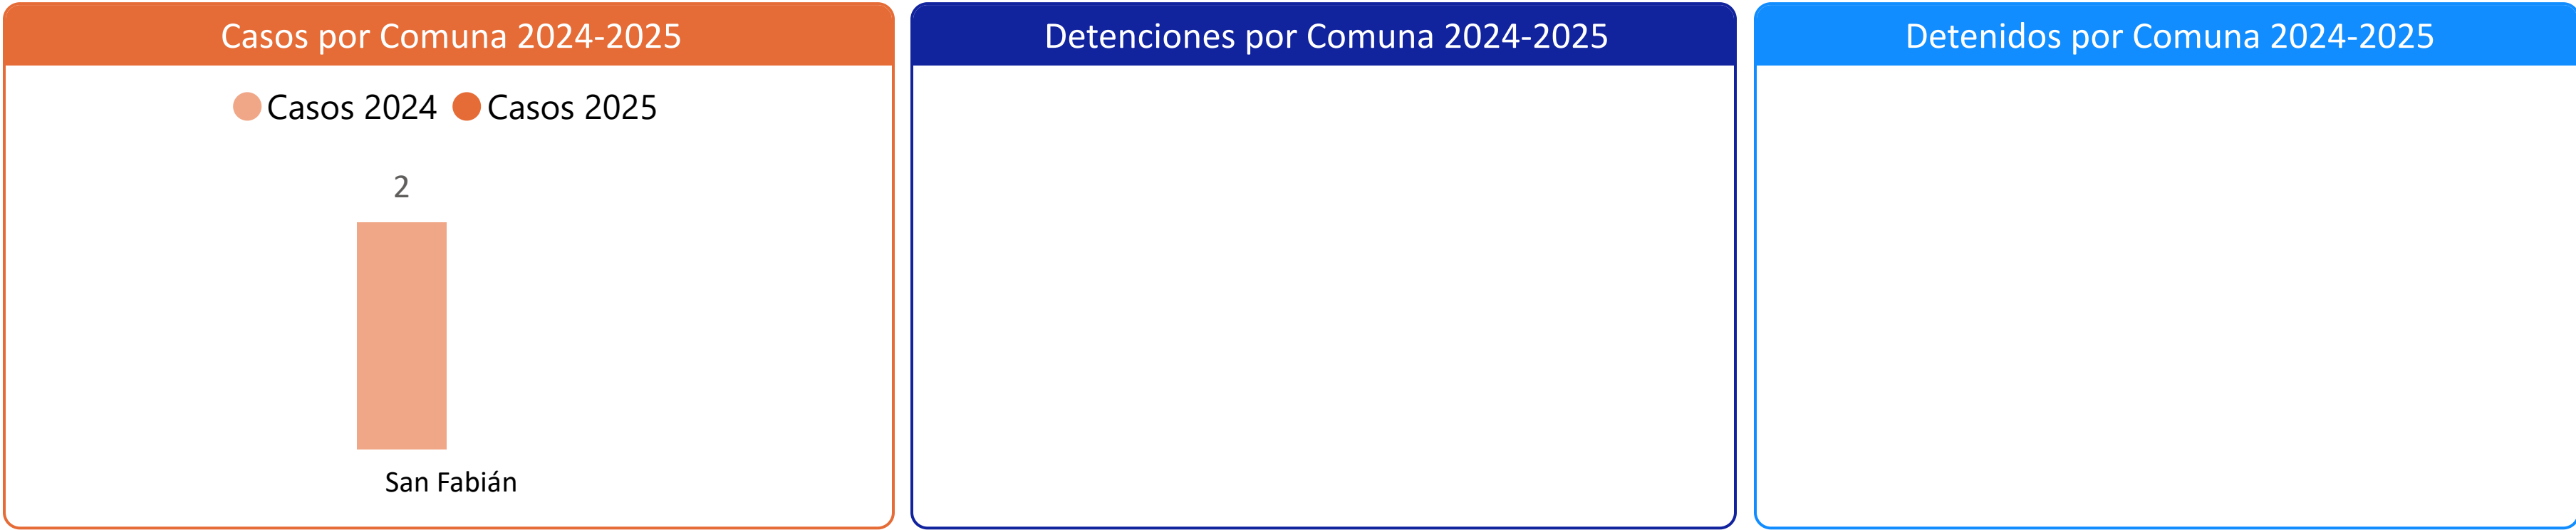 Casos por Comuna 2024-2025
Casos 2024 Casos 2025
2
San Fabián
Detenciones por Comuna 2024-2025
Detenidos por Comuna 2024-2025